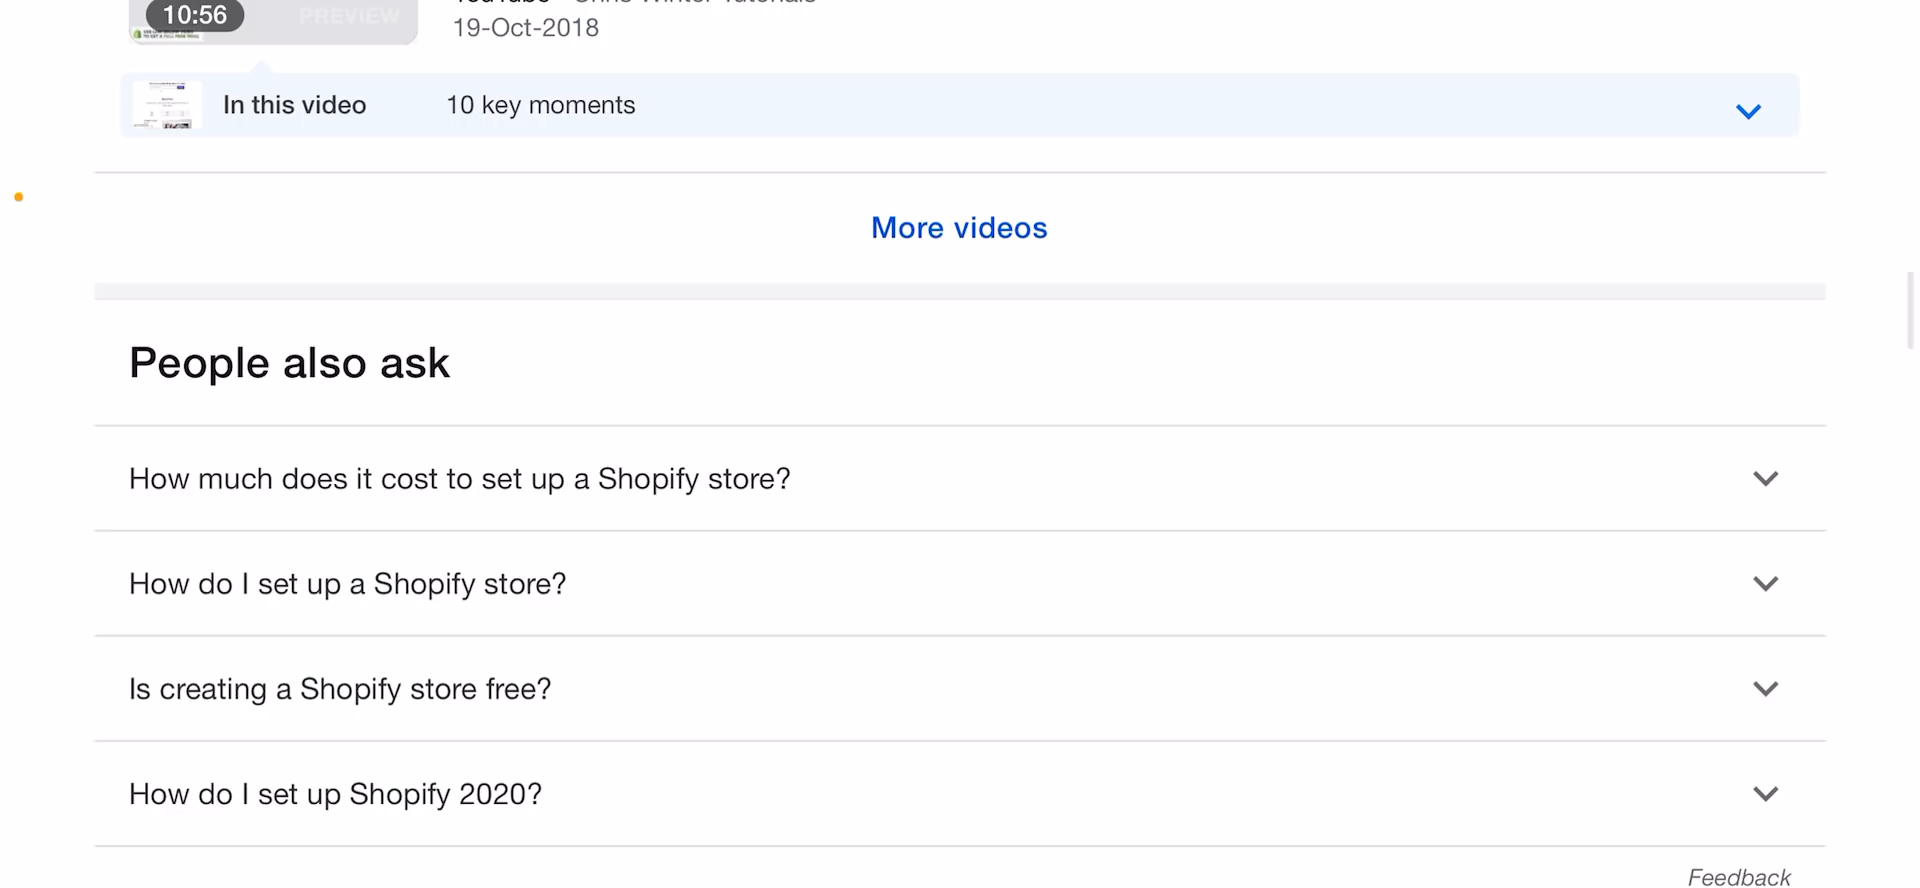 10:56
PREVIEW
19-Oct-2018
In this video
10 key moments
More videos
People also ask
How much does it cost to set up a Shopify store?
How do I set up a Shopify store?
Is creating a Shopify store free?
How do I set up Shopify 2020?
Feedback